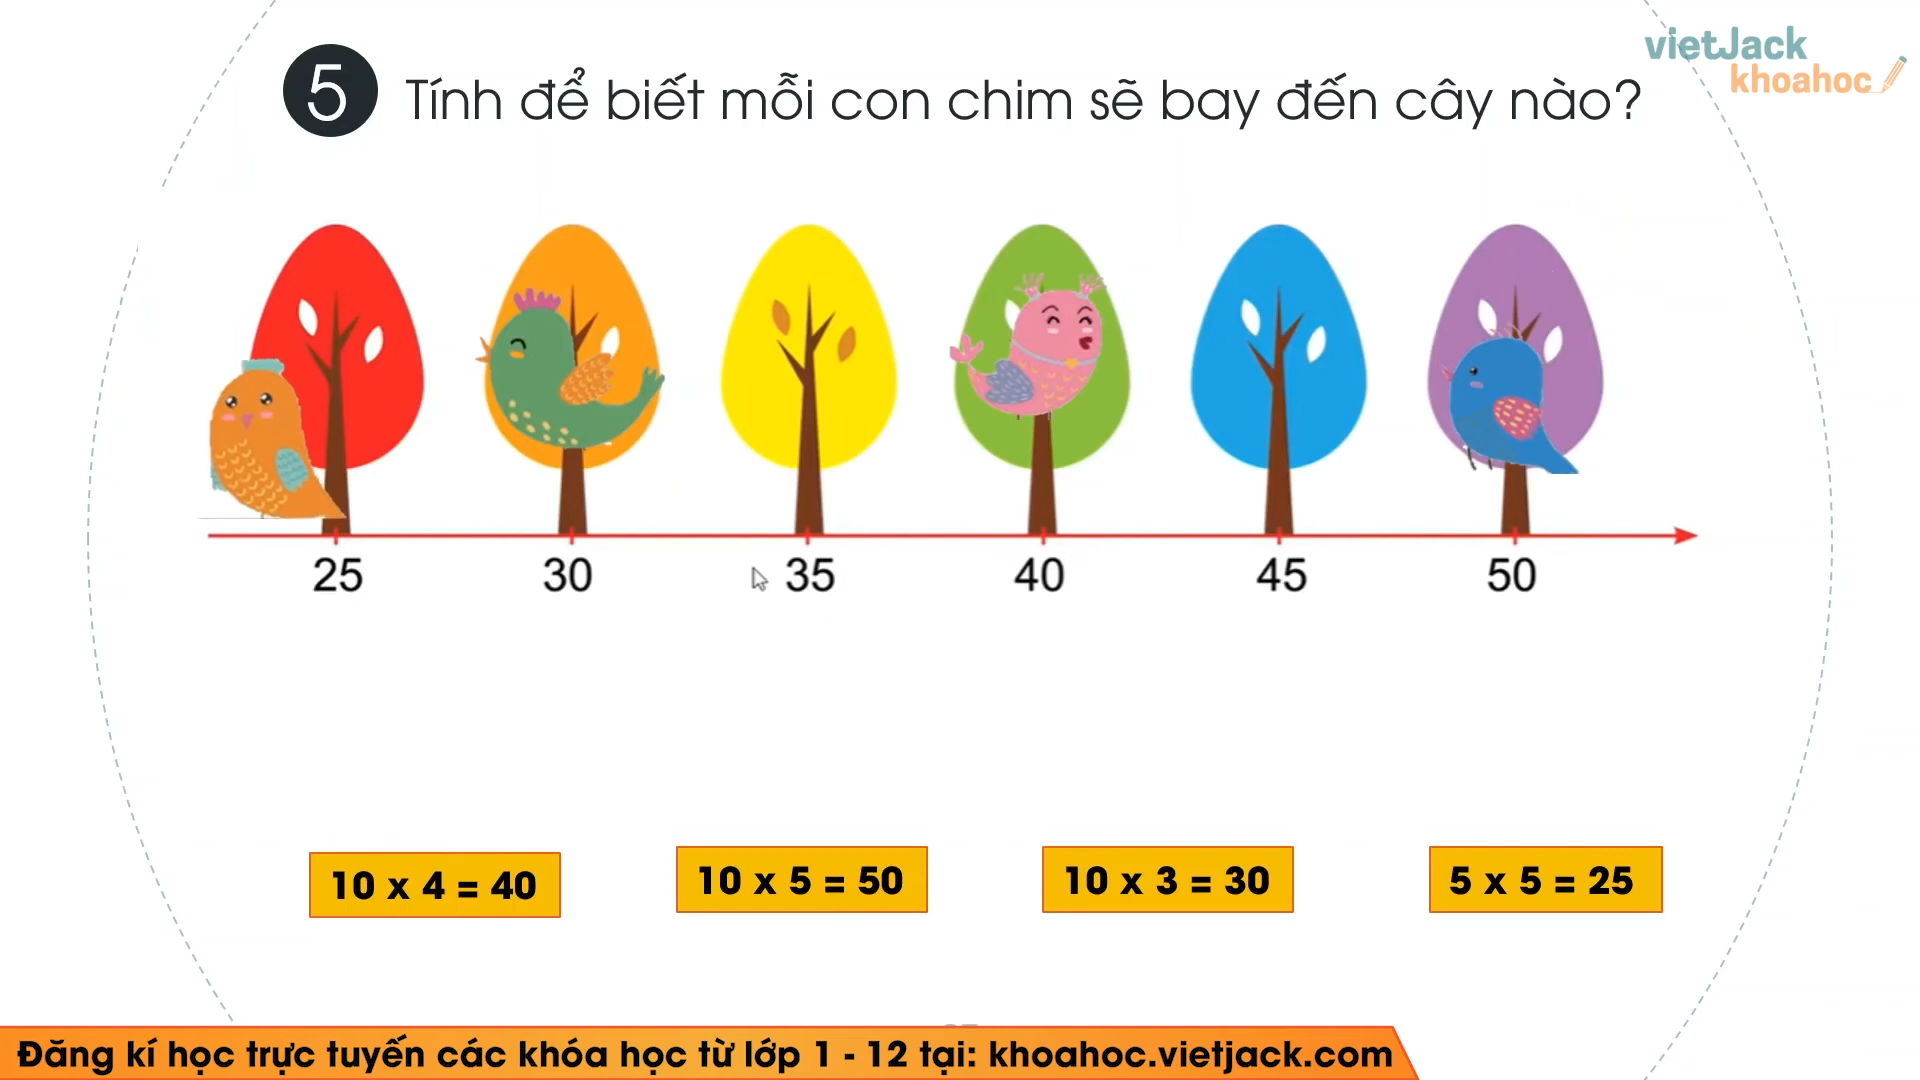 vietJack
khoahoc
5 Tính để biết mỗi con chim sẽ bay đến cây nào?
25 30 35 40 45 50
10 x 4 = 40
10 x 5 = 50
10 x 3 = 30
5 x 5 = 25
Đăng kí học trực tuyến các khóa học từ lớp 1 - 12 tại: khoahoc.vietjack.com